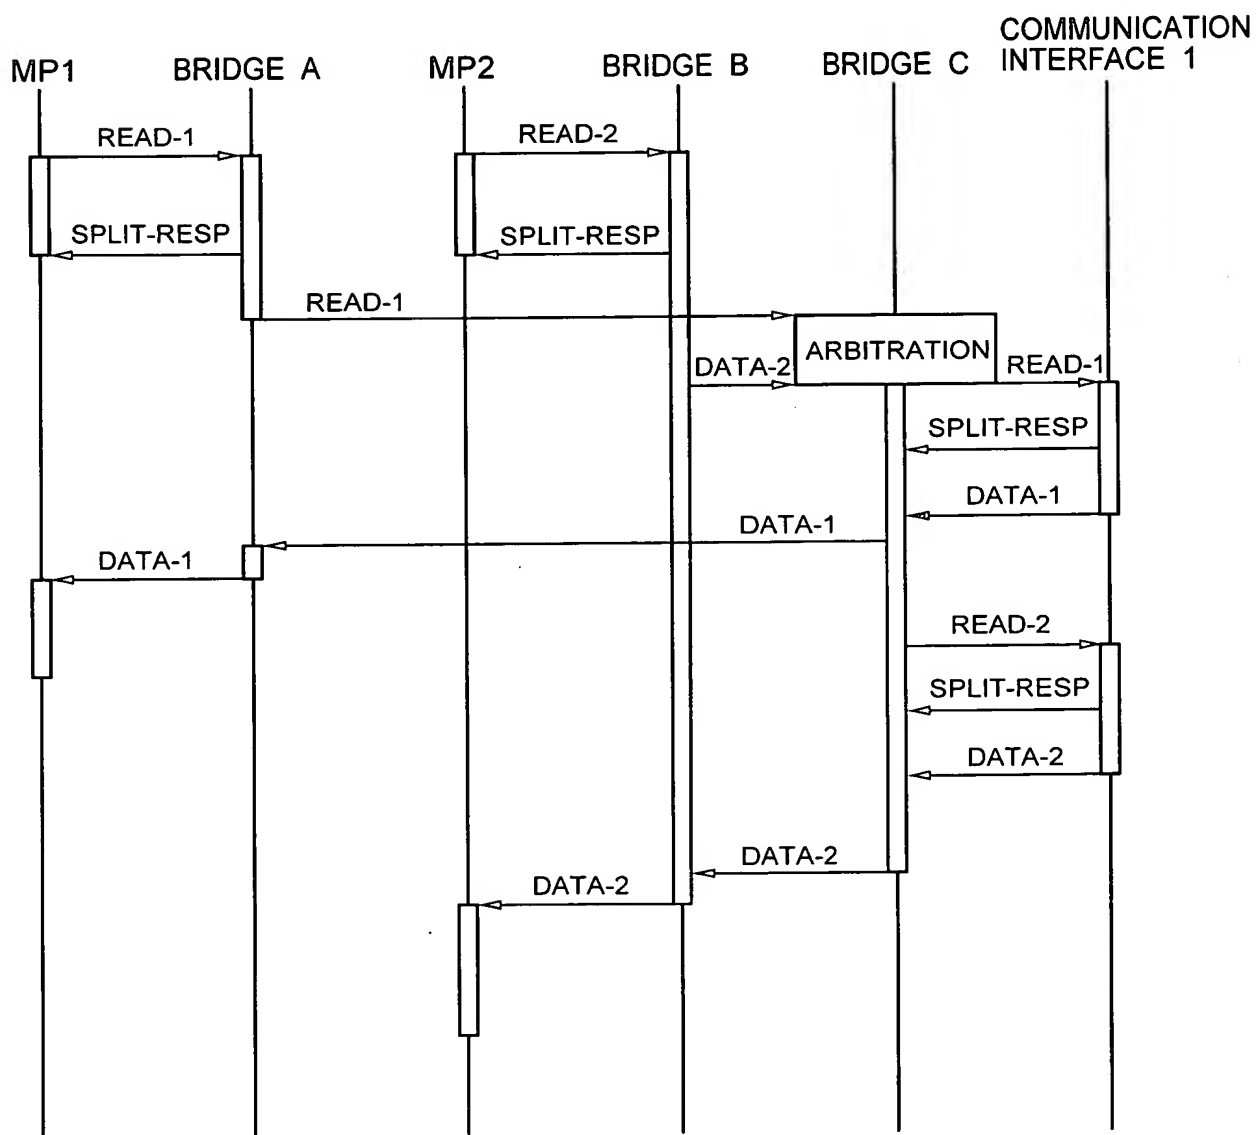 COMMUNICATION
INTERFACE 1
MP1 BRIDGE A MP2 BRIDGE B BRIDGE C
READ-1 READ-2
SPLIT-RESP SPLIT-RESP
READ-1
ARBITRATION
DATA-2 READ-1
SPLIT-RESP
DATA-1
DATA-1
DATA-1
READ-2
SPLIT-RESP
DATA-2
DATA-2
DATA-2